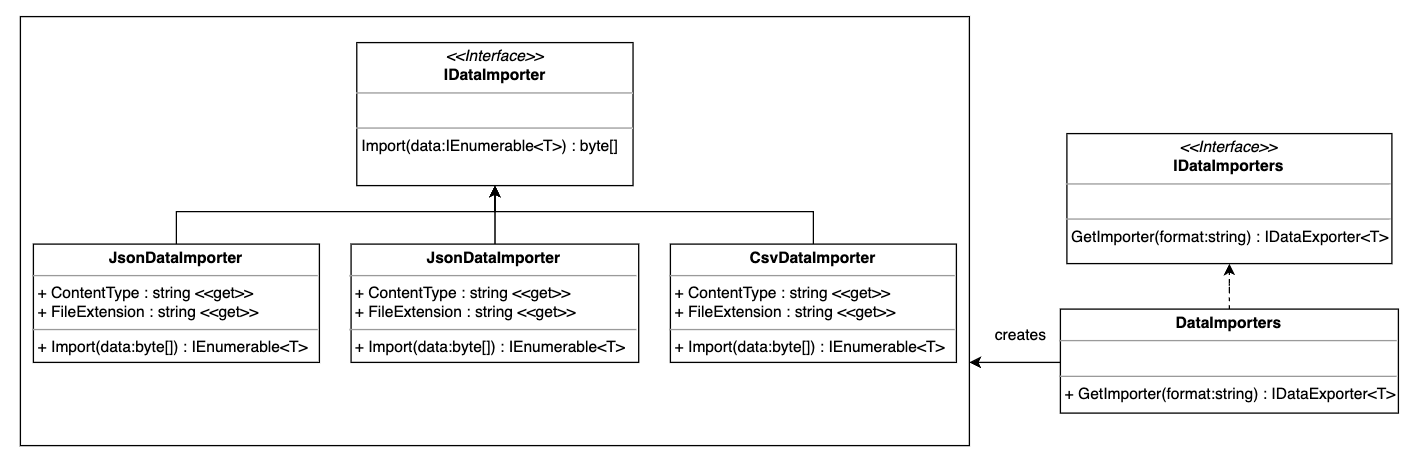 <<Interface>>
IDataImporter
Import(data:IEnumerable<T>) : byte[]
JsonDataImporter
+ ContentType : string <<get>>
+ FileExtension : string <<get>>
+ Import(data:byte[]) : IEnumerable<T>
JsonDataImporter
+ ContentType : string <<get>>
+ FileExtension : string <<get>>
+ Import(data:byte[]) : IEnumerable<T>
CsvDataImporter
+ ContentType : string <<get>>
+ FileExtension : string <<get>>
+ Import(data:byte[]) : IEnumerable<T>
<<Interface>>
IDataImporters
GetImporter(format:string) : IDataExporter<T>
creates
DataImporters
+ GetImporter(format:string) : IDataExporter<T>